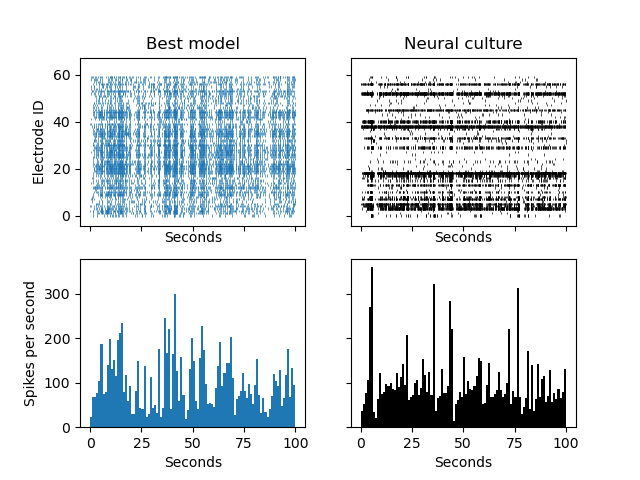 Best model
Neural culture
Electrode ID
60
40
20
0
Seconds
Seconds
Spikes per second
300
200
100
0
0 25 50 75 100
0 25 50 75 100
Seconds
Seconds